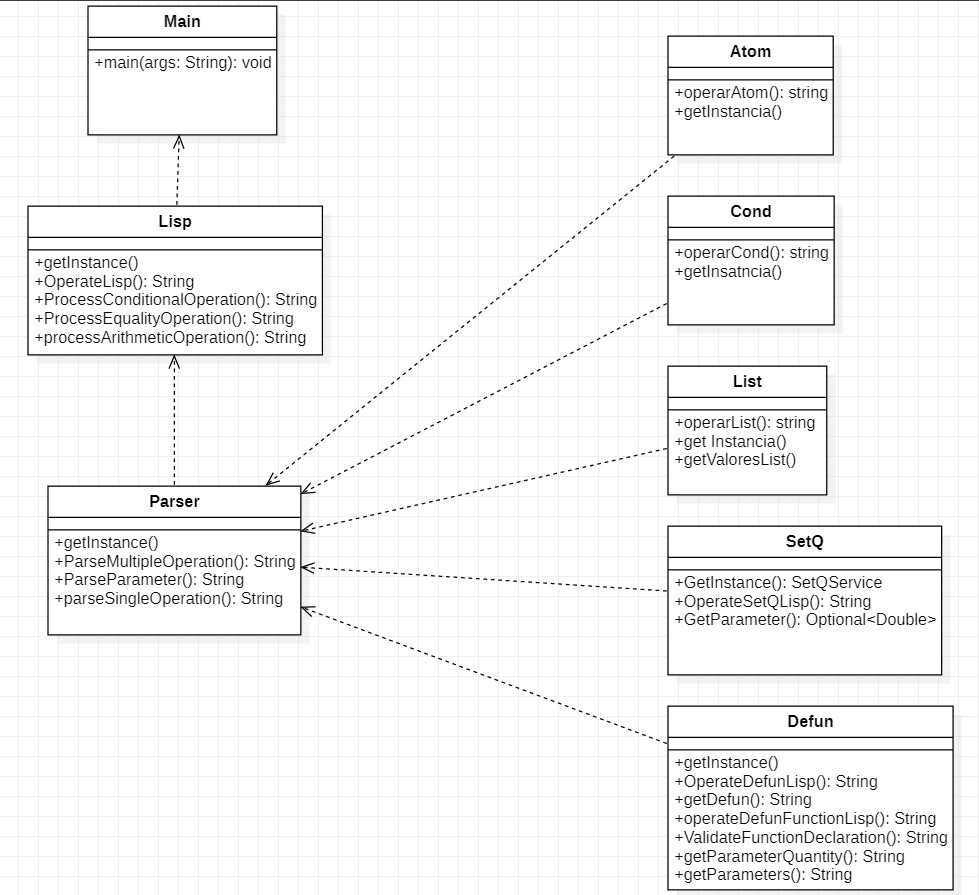 Main
+main(args: String): void
Lisp
+getInstance()
+OperateLisp(): String
+ProcessConditionalOperation(): String
+ProcessEqualityOperation(): String
+processArithmeticOperation(): String
Parser
+getInstance()
+ParseMultipleOperation(): String
+ParseParameter(): String
+parseSingleOperation(): String
Atom
+operarAtom(): string
+getInstancia()
Cond
+operarCond(): string
+getInsatncia()
List
+operarList(): string
+get Instancia()
+getValoresList()
SetQ
+GetInstance(): SetQService
+OperateSetQLisp(): String
+GetParameter(): Optional<Double>
Defun
+getInstance()
+OperateDefunLisp(): String
+getDefun(): String
+operateDefunFunctionLisp(): String
+ValidateFunctionDeclaration(): String
+getParameterQuantity(): String
+getParameters(): String